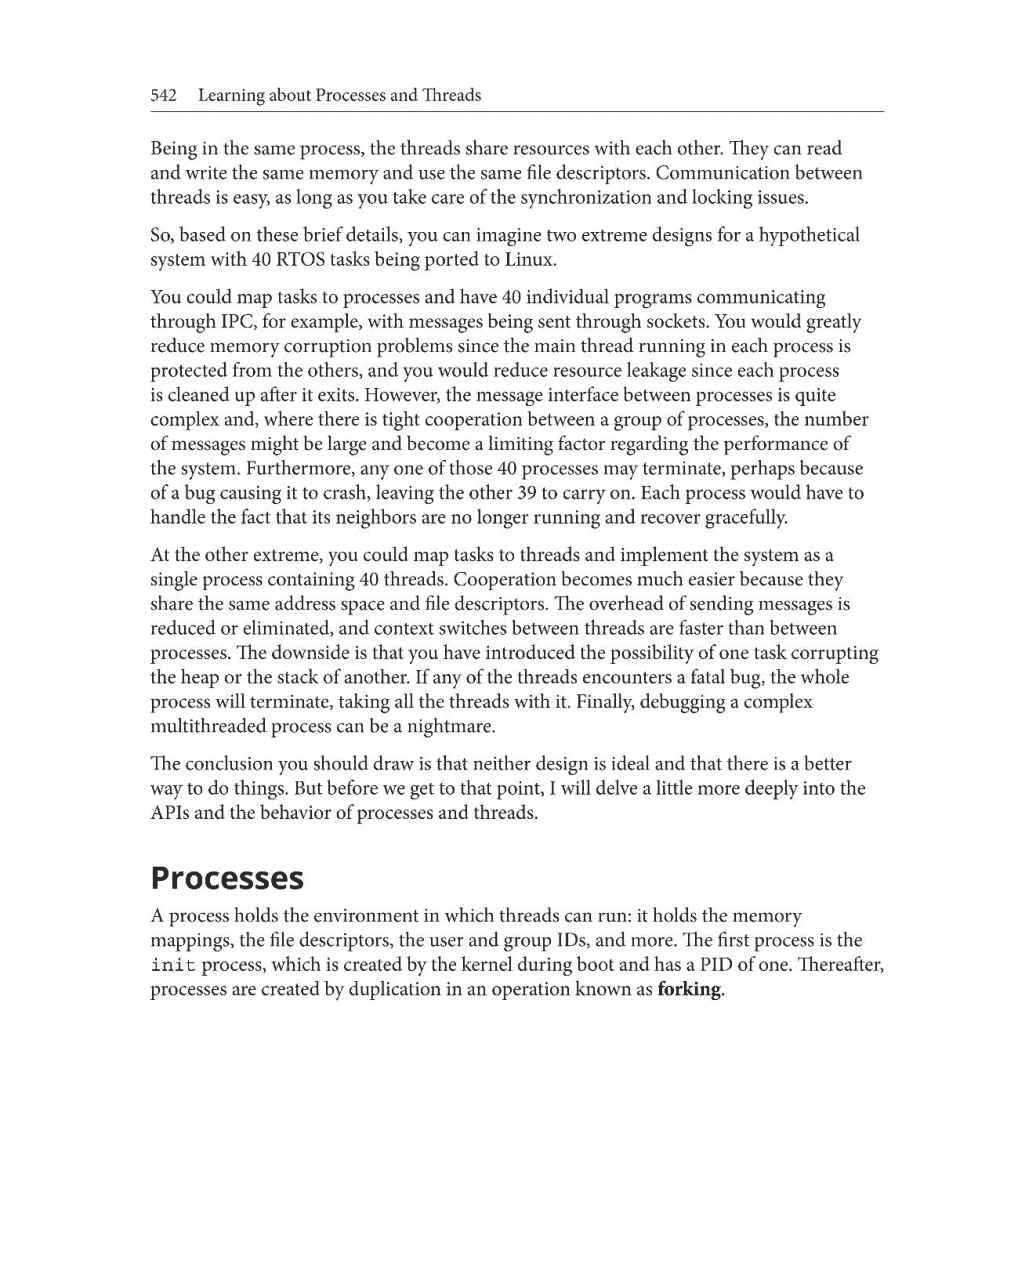 542 Learning about Processes and Threads
Being in the same process, the threads share resources with each other. They can read
and write the same memory and use the same file descriptors. Communication between
threads is easy, as long as you take care of the synchronization and locking issues.
So, based on these brief details, you can imagine two extreme designs for a hypothetical
system with 40 RTOS tasks being ported to Linux.
You could map tasks to processes and have 40 individual programs communicating
through IPC, for example, with messages being sent through sockets. You would greatly
reduce memory corruption problems since the main thread running in each process is
protected from the others, and you would reduce resource leakage since each process
is cleaned up after it exits. However, the message interface between processes is quite
complex and, where there is tight cooperation between a group of processes, the number
of messages might be large and become a limiting factor regarding the performance of
the system. Furthermore, any one of those 40 processes may terminate, perhaps because
of a bug causing it to crash, leaving the other 39 to carry on. Each process would have to
handle the fact that its neighbors are no longer running and recover gracefully.
At the other extreme, you could map tasks to threads and implement the system as a
single process containing 40 threads. Cooperation becomes much easier because they
share the same address space and file descriptors. The overhead of sending messages is
reduced or eliminated, and context switches between threads are faster than between
processes. The downside is that you have introduced the possibility of one task corrupting
the heap or the stack of another. If any of the threads encounters a fatal bug, the whole
process will terminate, taking all the threads with it. Finally, debugging a complex
multithreaded process can be a nightmare.
The conclusion you should draw is that neither design is ideal and that there is a better
way to do things. But before we get to that point, I will delve a little more deeply into the
APIs and the behavior of processes and threads.
Processes
A process holds the environment in which threads can run: it holds the memory
mappings, the file descriptors, the user and group IDs, and more. The first process is the
init process, which is created by the kernel during boot and has a PID of one. Thereafter,
processes are created by duplication in an operation known as forking.